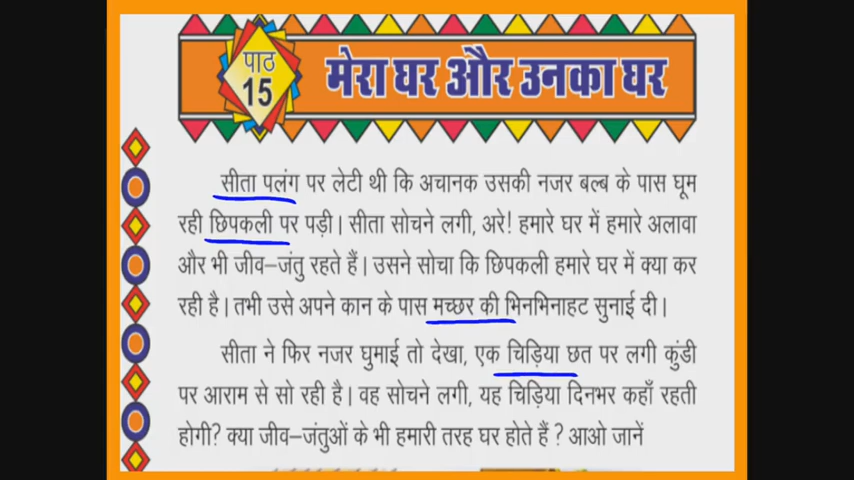 पाठ
15
मेरा घर और उनका घर
सीता पलंग पर लेटी थी कि अचानक उसकी नजर बल्ब के पास घूम
रही छिपकली पर पड़ी। सीता सोचने लगी, अरे! हमारे घर में हमारे अलावा
और भी जीव–जंतु रहते हैं। उसने सोचा कि छिपकली हमारे घर में क्या कर
रही है। तभी उसे अपने कान के पास मच्छर की भिनभिनाहट सुनाई दी।
सीता ने फिर नजर घुमाई तो देखा, एक चिड़िया छत पर लगी कुंडी
पर आराम से सो रही है। वह सोचने लगी, यह चिड़िया दिनभर कहाँ रहती
होगी? क्या जीव–जंतुओं के भी हमारी तरह घर होते हैं ? आओ जानें